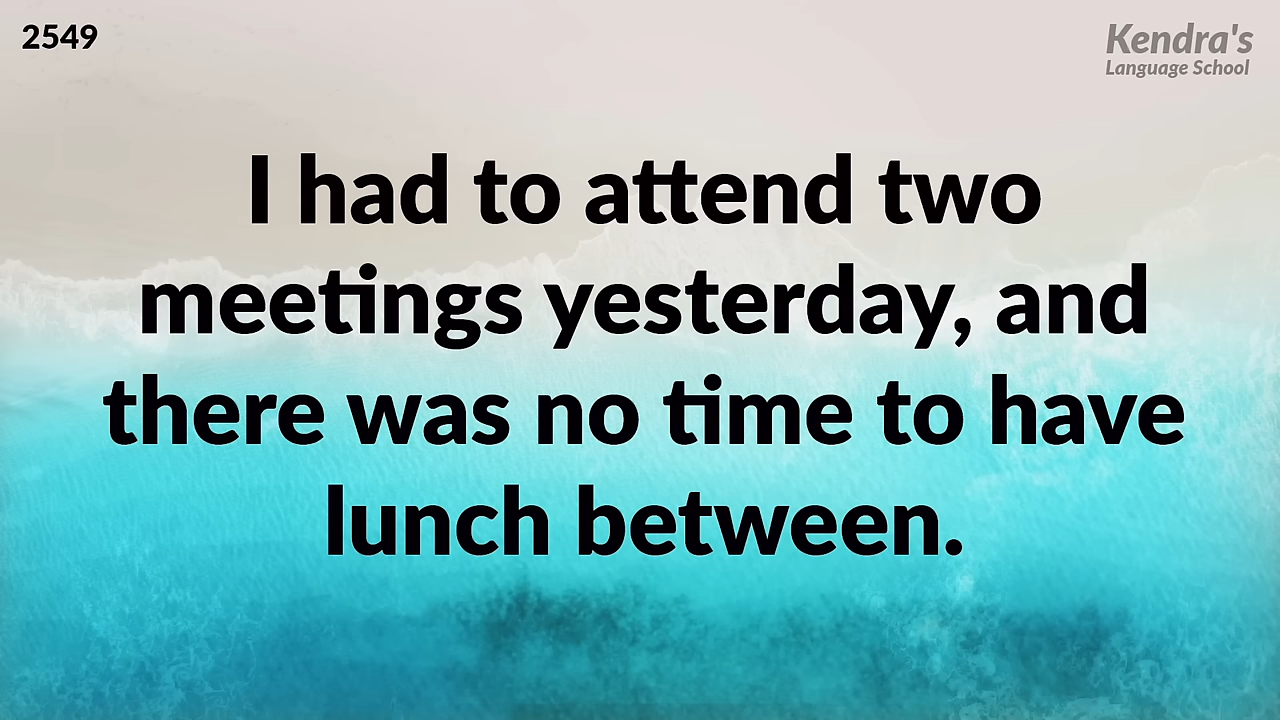 2549
Kendra's
Language School
I had to attend two
meetings yesterday, and
there was no time to have
lunch between.